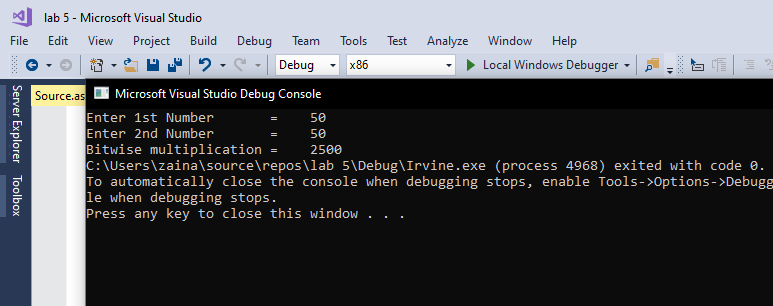 lab 5 - Microsoft Visual Studio
File Edit View Project Build Debug Team Tools Test Analyze Window Help
Debug x86 Local Windows Debugger
Server Explorer
Toolbox
Source.as
Microsoft Visual Studio Debug Console
Enter 1st Number = 50
Enter 2nd Number = 50
Bitwise multiplication = 2500
C:\Users\zaina\source\repos\lab 5\Debug\Irvine.exe (process 4968) exited with code 0.
To automatically close the console when debugging stops, enable Tools->Options->Debugg
le when debugging stops.
Press any key to close this window . . .